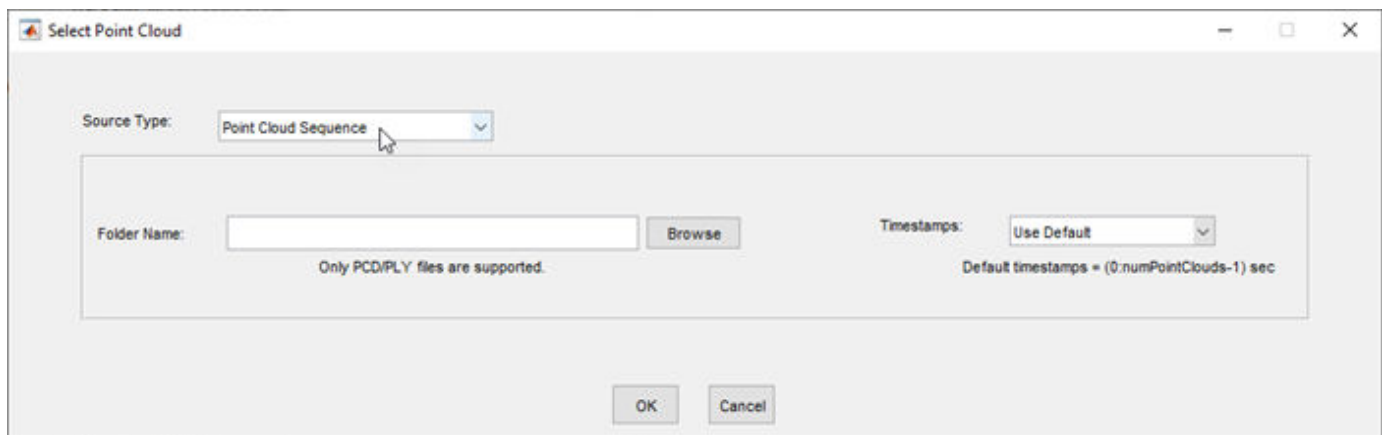 Select Point Cloud
Source Type: Point Cloud Sequence
Folder Name: Browse Timestamps: Use Default
Only PCD/PLY files are supported. Default timestamps = (0:numPointClouds-1) sec
OK Cancel